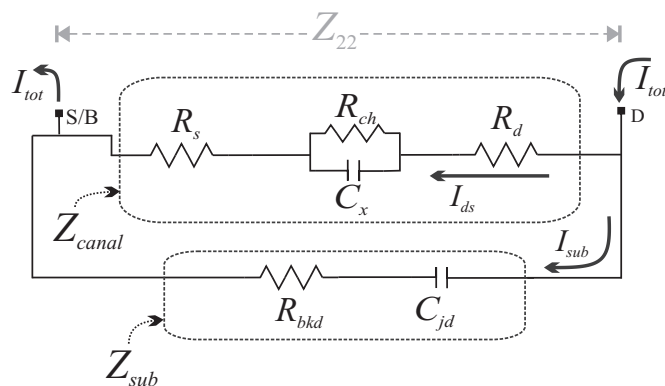 Z22
Itot
Itot
S/B
D
Rs
Rch
Rd
Cx
Ids
Zcanal
Isub
Rbkd
Cjd
Zsub